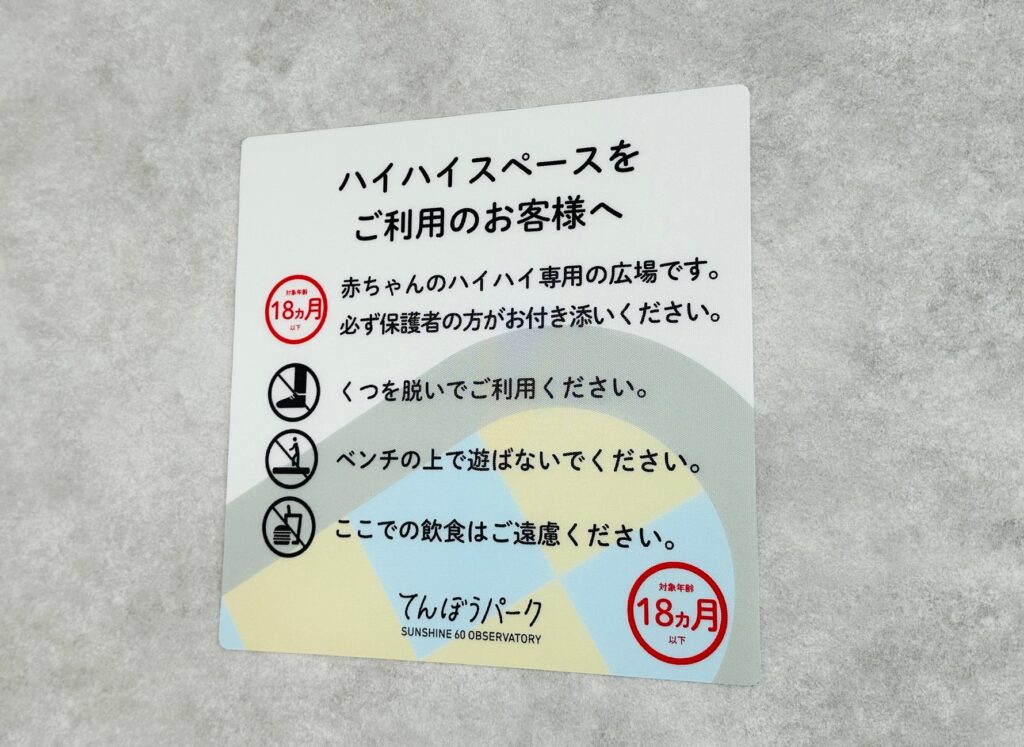 ハイハイスペースを
ご利用のお客様へ
対象年齢
18ヵ月
以下
赤ちゃんのハイハイ専用の広場です。
必ず保護者の方がお付き添いください。
くつを脱いでご利用ください。
ベンチの上で遊ばないでください。
ここでの飲食はご遠慮ください。
てんぼうパーク
SUNSHINE 60 OBSERVATORY
対象年齢
18ヵ月
以下